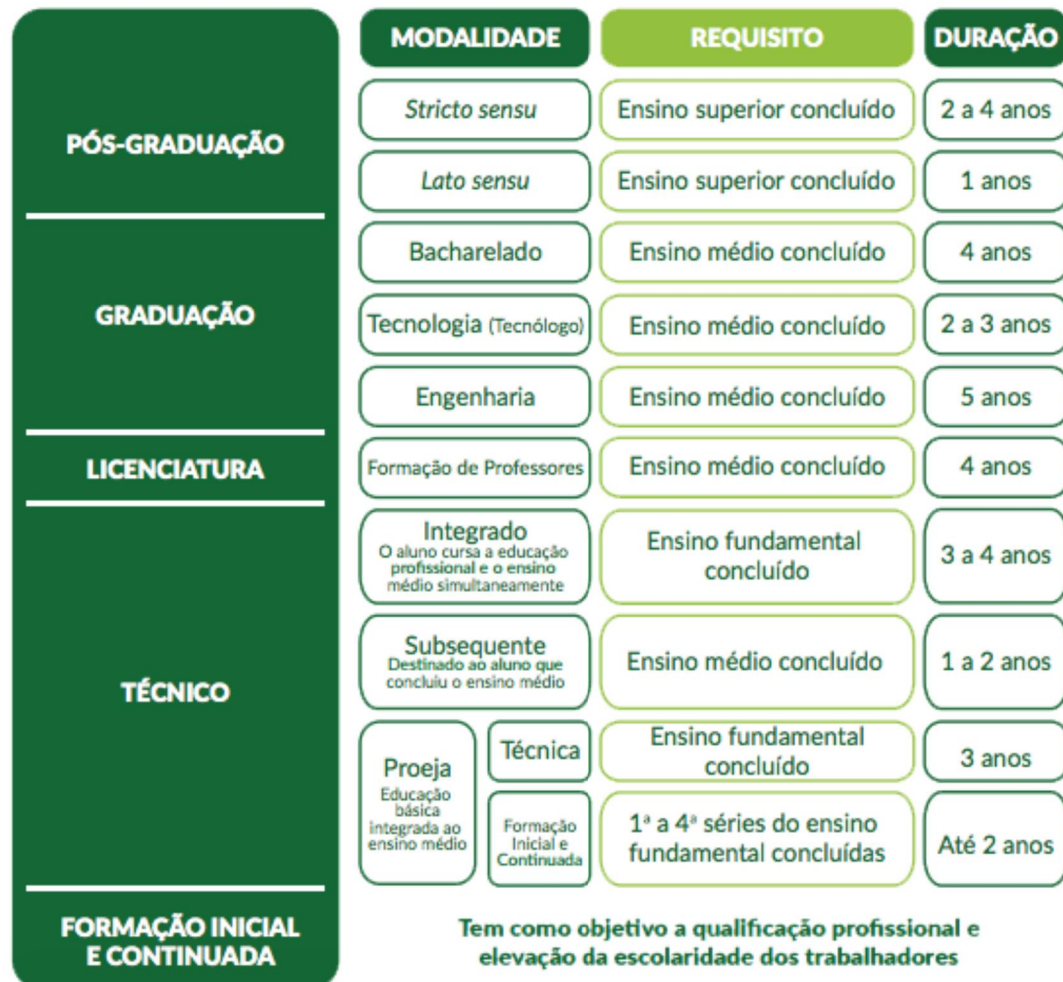 MODALIDADE REQUISITO DURAÇÃO
PÓS-GRADUAÇÃO
Stricto sensu Ensino superior concluído 2 a 4 anos
Lato sensu Ensino superior concluído 1 anos
GRADUAÇÃO
Bacharelado Ensino médio concluído 4 anos
Tecnologia (Tecnólogo) Ensino médio concluído 2 a 3 anos
Engenharia Ensino médio concluído 5 anos
LICENCIATURA
Formação de Professores Ensino médio concluído 4 anos
TÉCNICO
Integrado
O aluno cursa a educação
profissional e o ensino
médio simultaneamente
Ensino fundamental
concluído
3 a 4 anos
Subsequente
Destinado ao aluno que
concluiu o ensino médio
Ensino médio concluído
1 a 2 anos
Proeja
Educação
básica
integrada ao
ensino médio
Técnica
Ensino fundamental
concluído
3 anos
Formação
Inicial e
Continuada
1ª a 4ª séries do ensino
fundamental concluídas
Até 2 anos
FORMAÇÃO INICIAL
E CONTINUADA
Tem como objetivo a qualificação profissional e
elevação da escolaridade dos trabalhadores